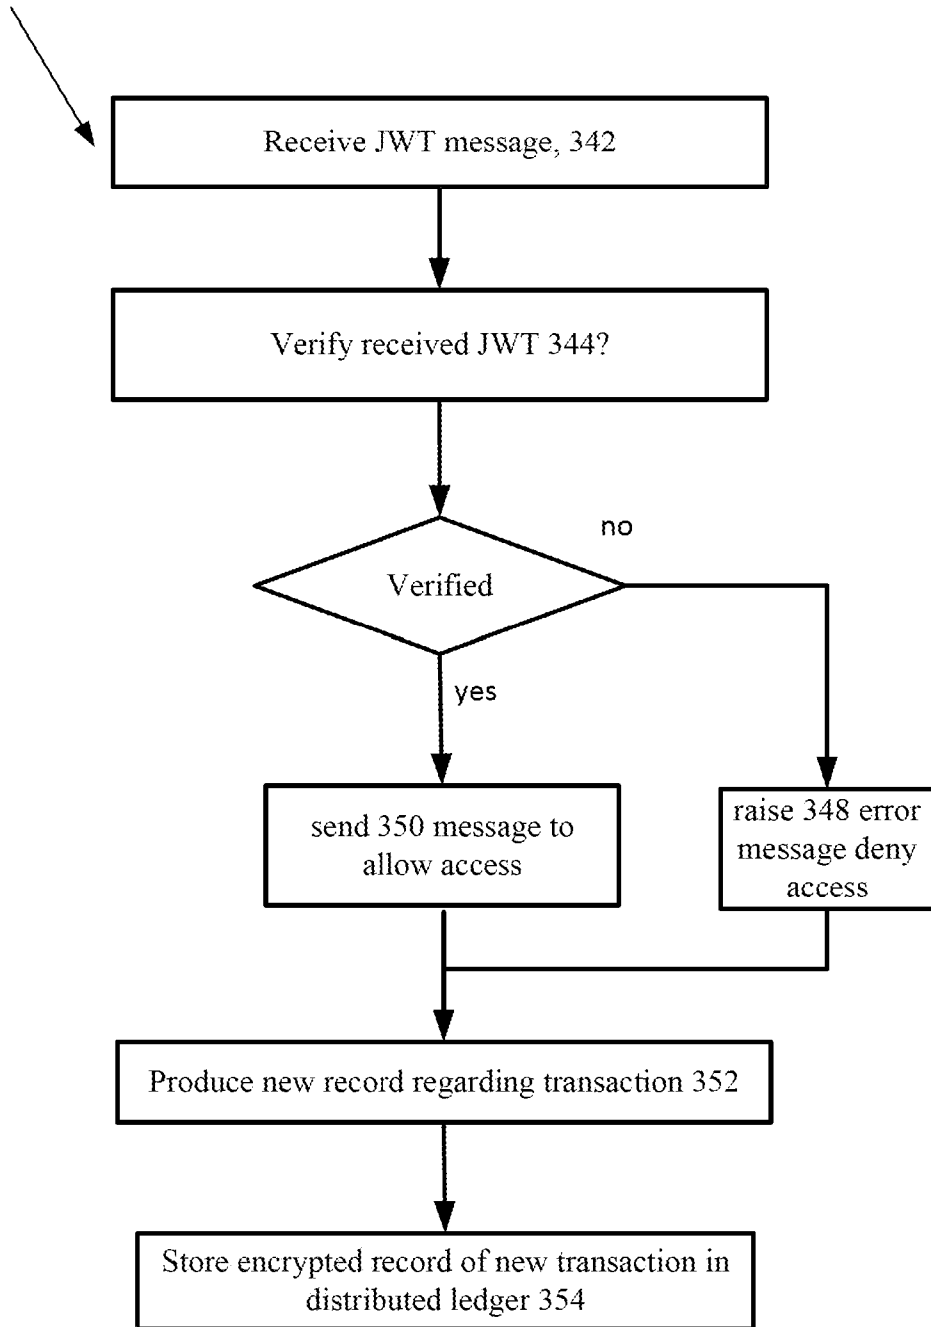 Receive JWT message, 342
Verify received JWT 344?
no
Verified
yes
send 350 message to
allow access
raise 348 error
message deny
access
Produce new record regarding transaction 352
Store encrypted record of new transaction in
distributed ledger 354